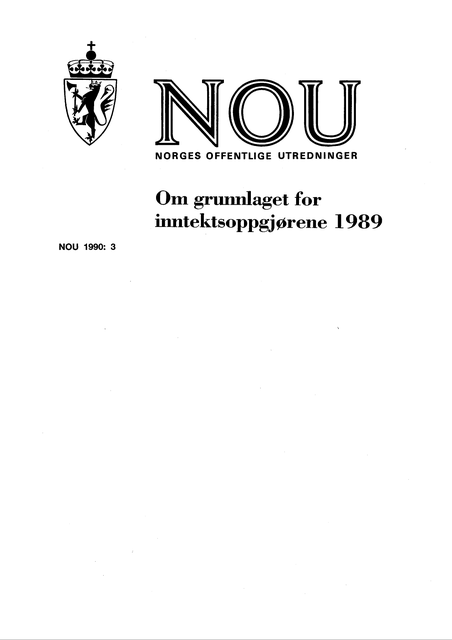 NOU
NORGES OFFENTLIGE UTREDNINGER
Om grunnlaget for
inntektsoppgjørene 1989
NOU 1990: 3